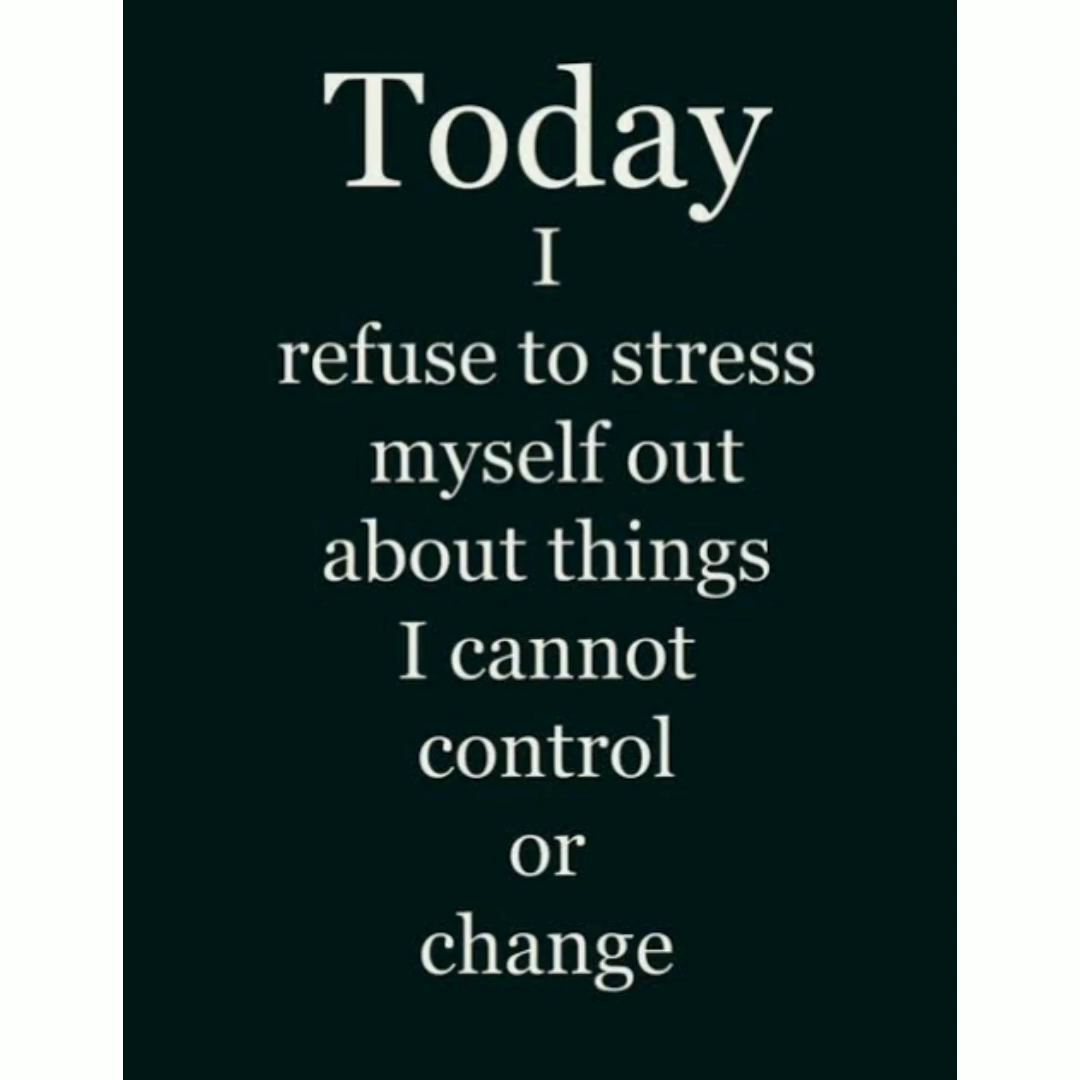 Today
I
refuse to stress
myself out
about things
I cannot
control
or
change